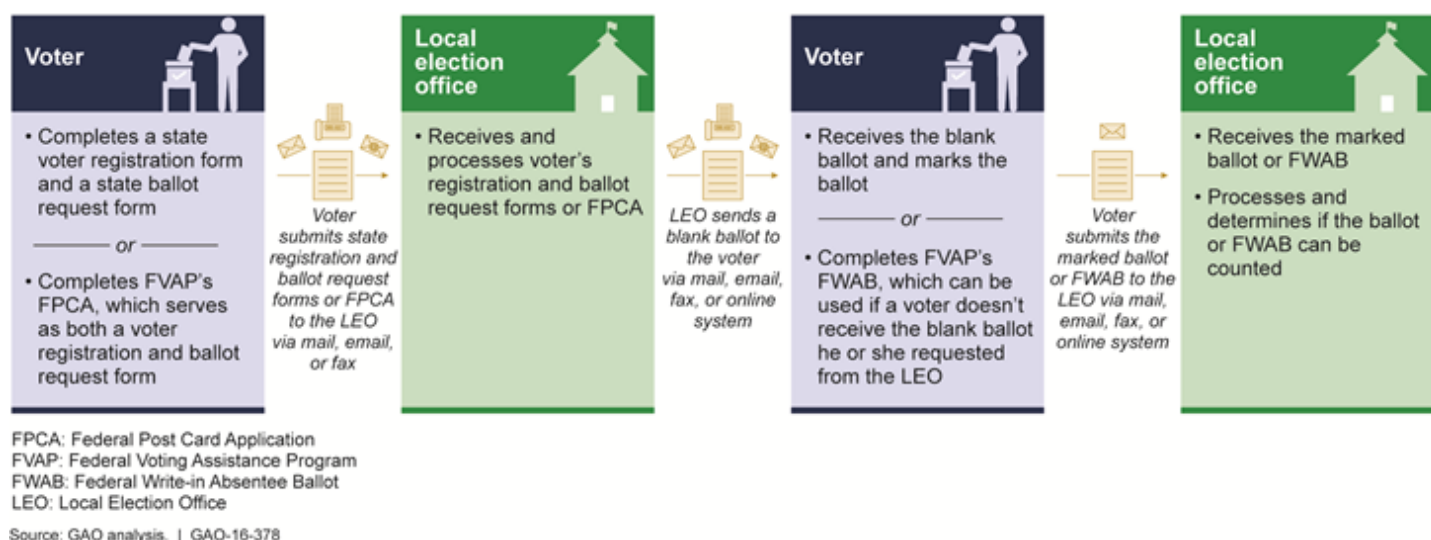 Voter
• Completes a state
voter registration form
and a state ballot
request form
or
• Completes FVAP's
FPCA, which serves
as both a voter
registration and ballot
request form
Voter
submits state
registration and
ballot request
forms or FPCA
to the LEO
via mail, email,
or fax
Local
election
office
• Receives and
processes voter's
registration and ballot
request forms or FPCA
LEO sends a
blank ballot to
the voter
via mail, email,
fax, or online
system
Voter
• Receives the blank
ballot and marks the
ballot
or
• Completes FVAP's
FWAB, which can be
used if a voter doesn't
receive the blank ballot
he or she requested
from the LEO
Voter
submits the
marked ballot
or FWAB to the
LEO via mail,
email, fax, or
online system
Local
election
office
• Receives the marked
ballot or FWAB
• Processes and
determines if the ballot
or FWAB can be
counted
FPCA: Federal Post Card Application
FVAP: Federal Voting Assistance Program
FWAB: Federal Write-in Absentee Ballot
LEO: Local Election Office
Source: GAO analysis. | GAO-16-378